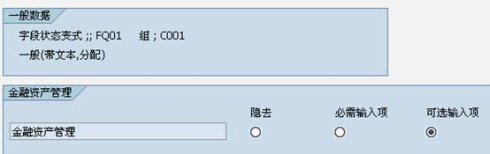 一般数据
字段状态变式 ;; FQ01 组 ; C001
一般(带文本,分配)
金融资产管理
隐去 必需输入项 可选输入项
金融资产管理